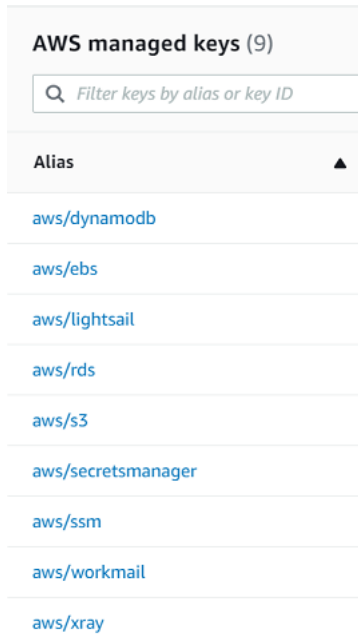 AWS managed keys (9)
Filter keys by alias or key ID
Alias
aws/dynamodb
aws/ebs
aws/lightsail
aws/rds
aws/s3
aws/secretsmanager
aws/ssm
aws/workmail
aws/xray